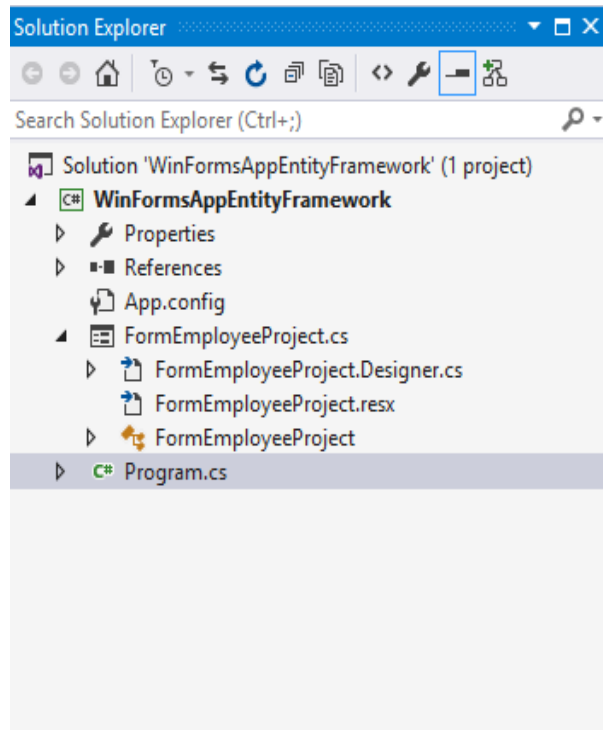 Solution Explorer
Search Solution Explorer (Ctrl+;)
Solution 'WinFormsAppEntityFramework' (1 project)
C# WinFormsAppEntityFramework
Properties
References
App.config
FormEmployeeProject.cs
FormEmployeeProject.Designer.cs
FormEmployeeProject.resx
FormEmployeeProject
C# Program.cs